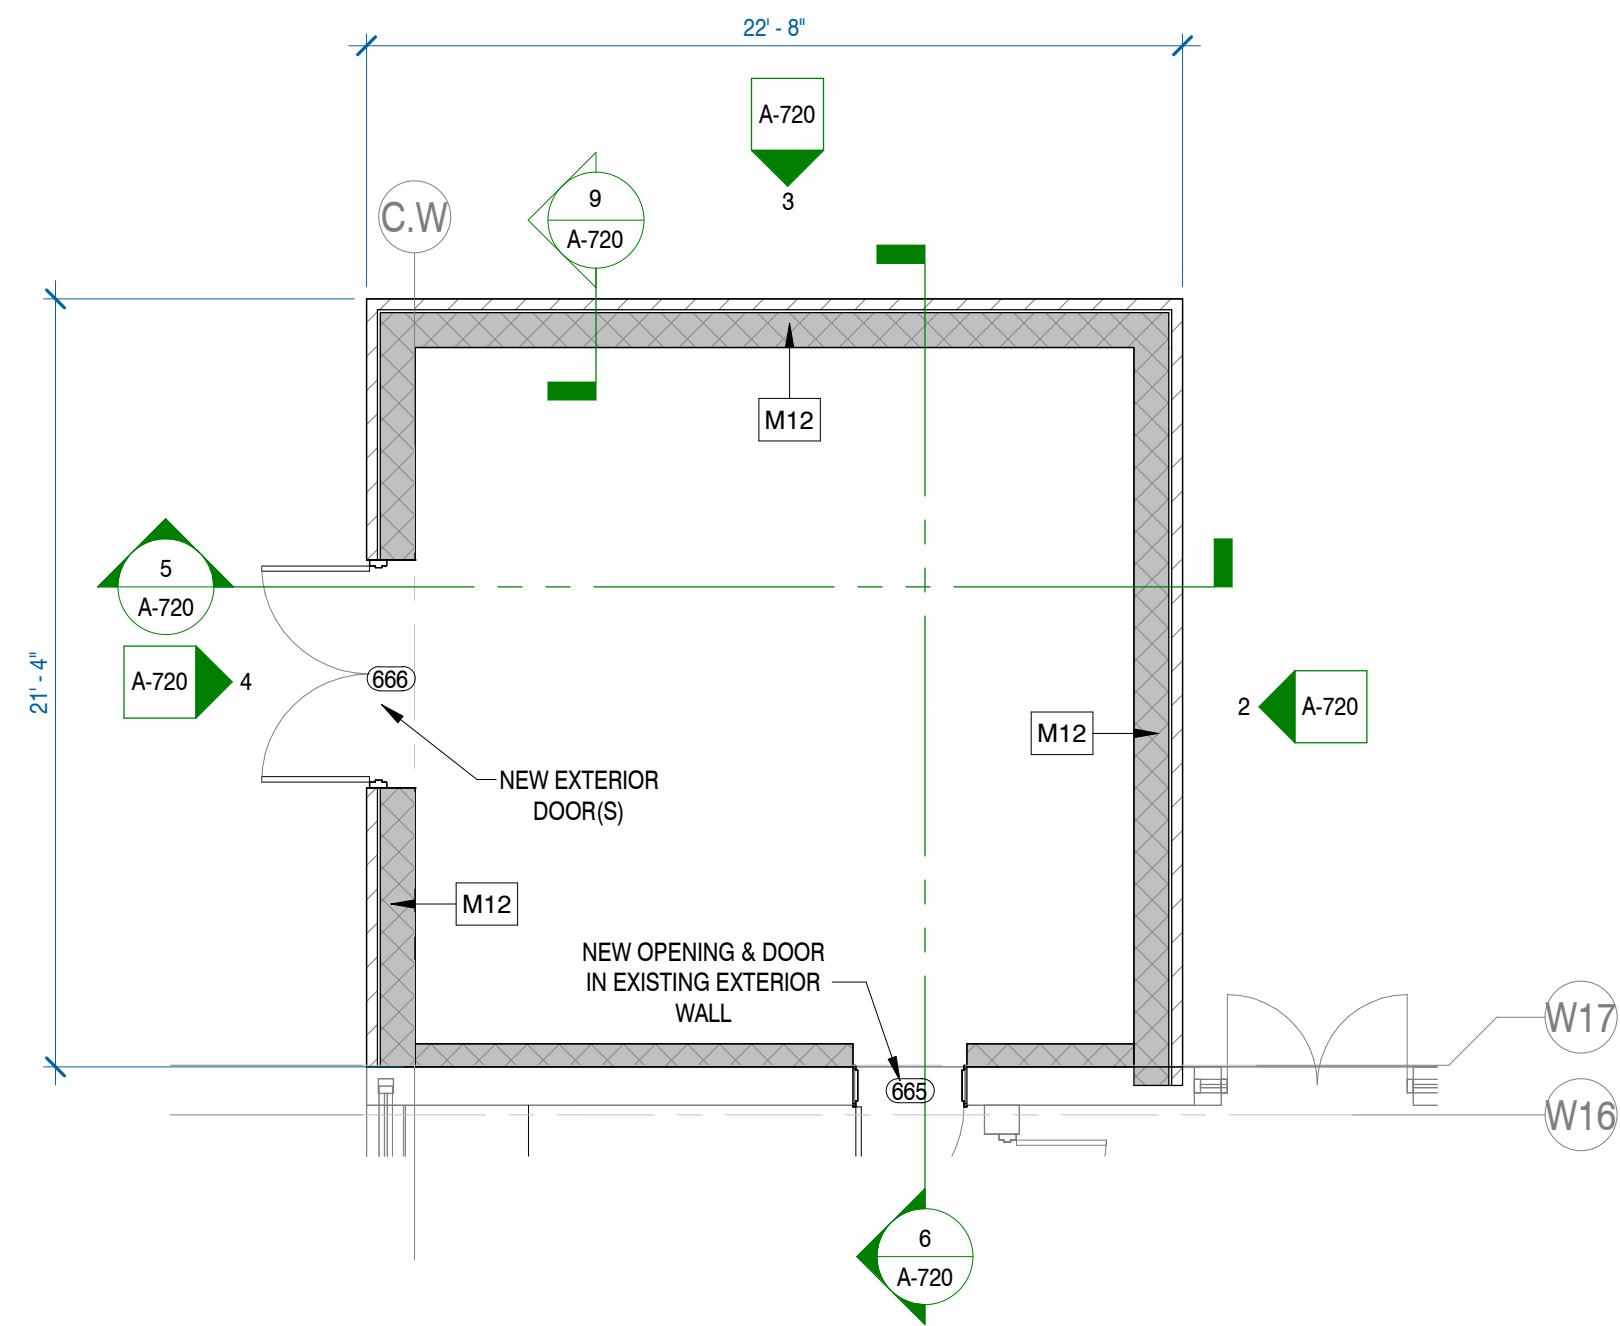 22' - 8"
A-720
3
9
A-720
C.W
M12
5
A-720
A-720
4
666
21' - 4"
M12
2
A-720
NEW EXTERIOR
DOOR(S)
M12
NEW OPENING & DOOR
IN EXISTING EXTERIOR
WALL
665
W17
W16
6
A-720